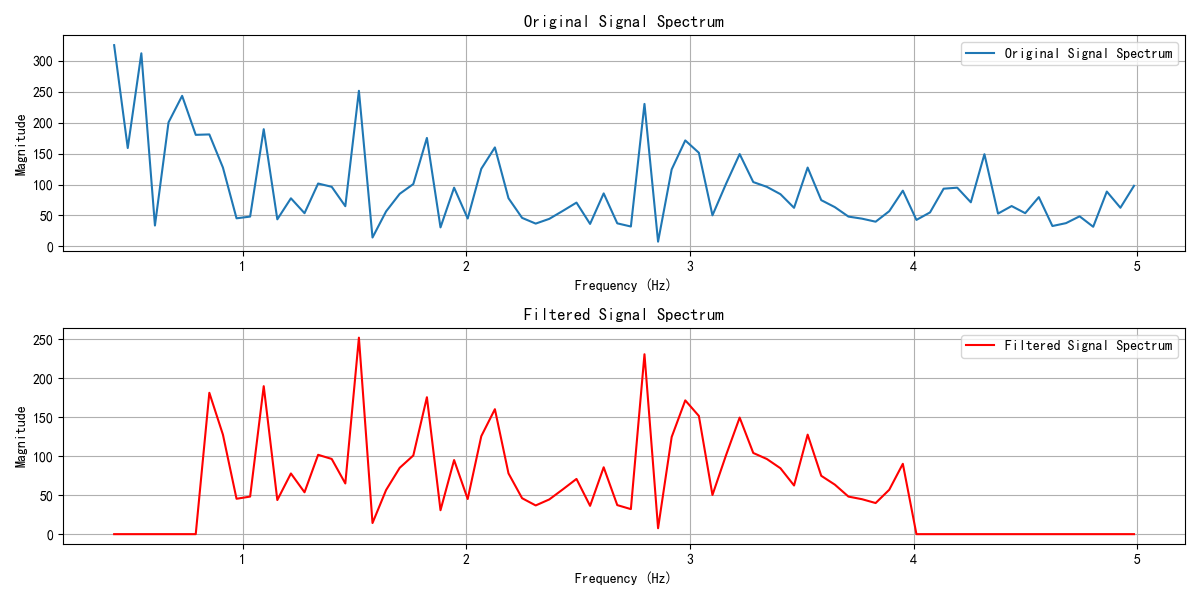 Original Signal Spectrum
Original Signal Spectrum
Magnitude
300
250
200
150
100
50
0
1 2 3 4 5
Frequency (Hz)
Filtered Signal Spectrum
Filtered Signal Spectrum
Magnitude
250
200
150
100
50
0
1 2 3 4 5
Frequency (Hz)